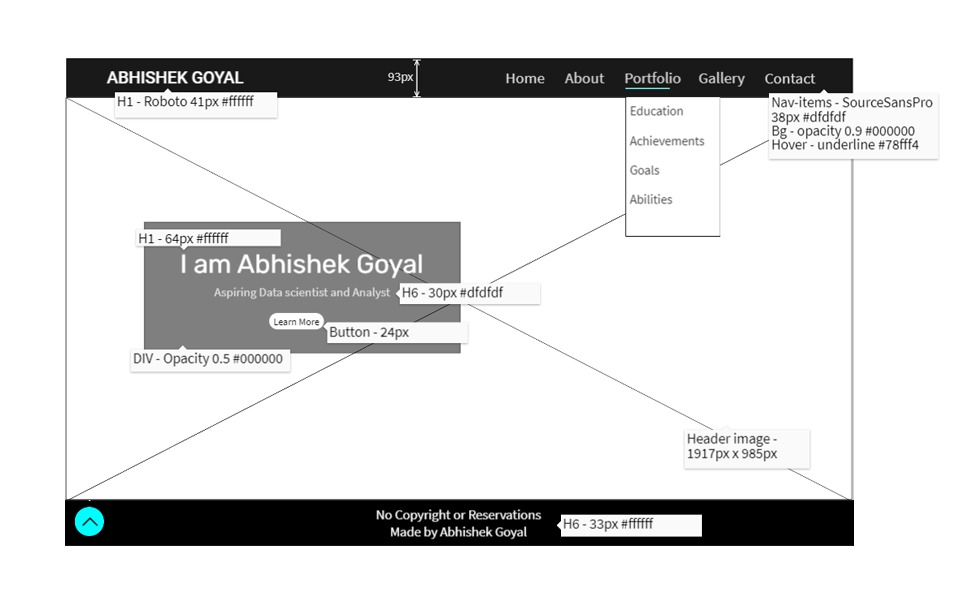 ABHISHEK GOYAL
93px
Home
About
Portfolio
Gallery
Contact
H1 - Roboto 41px #ffffff
Nav-items - SourceSansPro
38px #dfdfdf
Bg - opacity 0.9 #000000
Hover - underline #78fff4
Education
Achievements
Goals
Abilities
H1 - 64px #ffffff
I am Abhishek Goyal
Aspiring Data scientist and Analyst
H6 - 30px #dfdfdf
Learn More
Button - 24px
DIV - Opacity 0.5 #000000
Header image -
1917px x 985px
No Copyright or Reservations
Made by Abhishek Goyal
H6 - 33px #ffffff